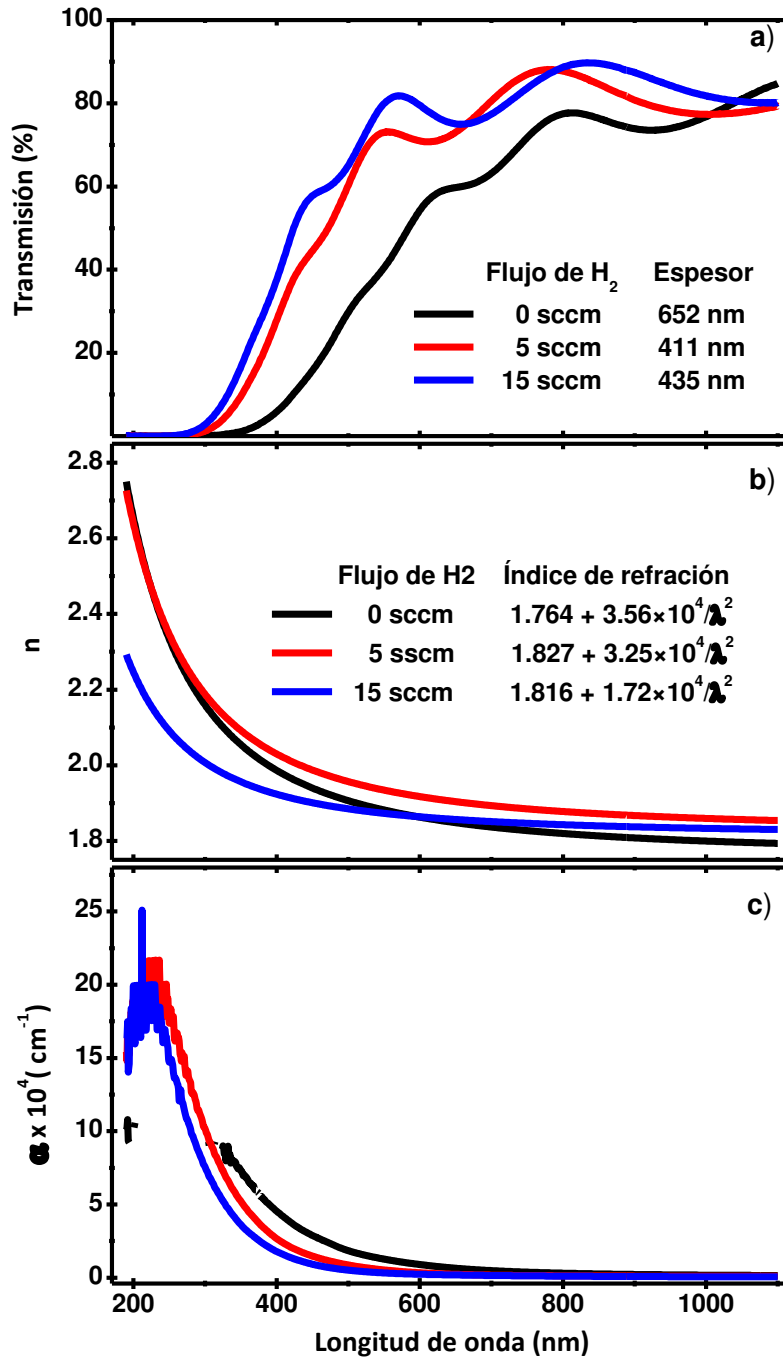 a)
100
80
60
40
20
Transmisión (%)
Flujo de H₂ Espesor
0 sccm 652 nm
5 sccm 411 nm
15 sccm 435 nm
b)
2.8
2.6
2.4
2.2
2.0
1.8
n
Flujo de H2 Índice de refración
0 sccm 1.764 + 3.56×10⁴/λ²
5 sscm 1.827 + 3.25×10⁴/λ²
15 sccm 1.816 + 1.72×10⁴/λ²
c)
25
20
15
10
5
0
α x 10⁴( cm⁻¹)
200 400 600 800 1000
Longitud de onda (nm)